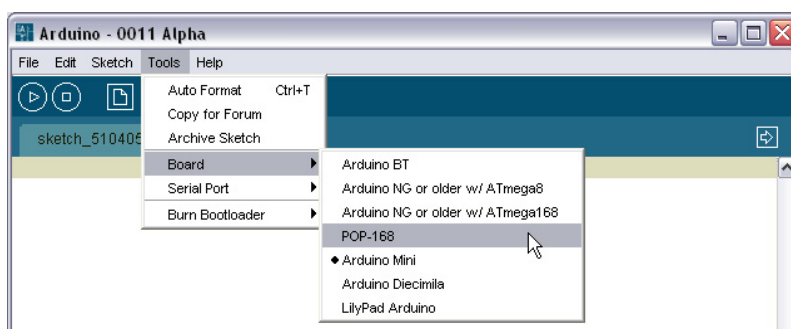 Arduino - 0011 Alpha
File Edit Sketch Tools Help
Auto Format Ctrl+T
Copy for Forum
sketch_510405
Archive Sketch
Board
Serial Port
Burn Bootloader
Arduino BT
Arduino NG or older w/ ATmega8
Arduino NG or older w/ ATmega168
POP-168
Arduino Mini
Arduino Diecimila
LilyPad Arduino